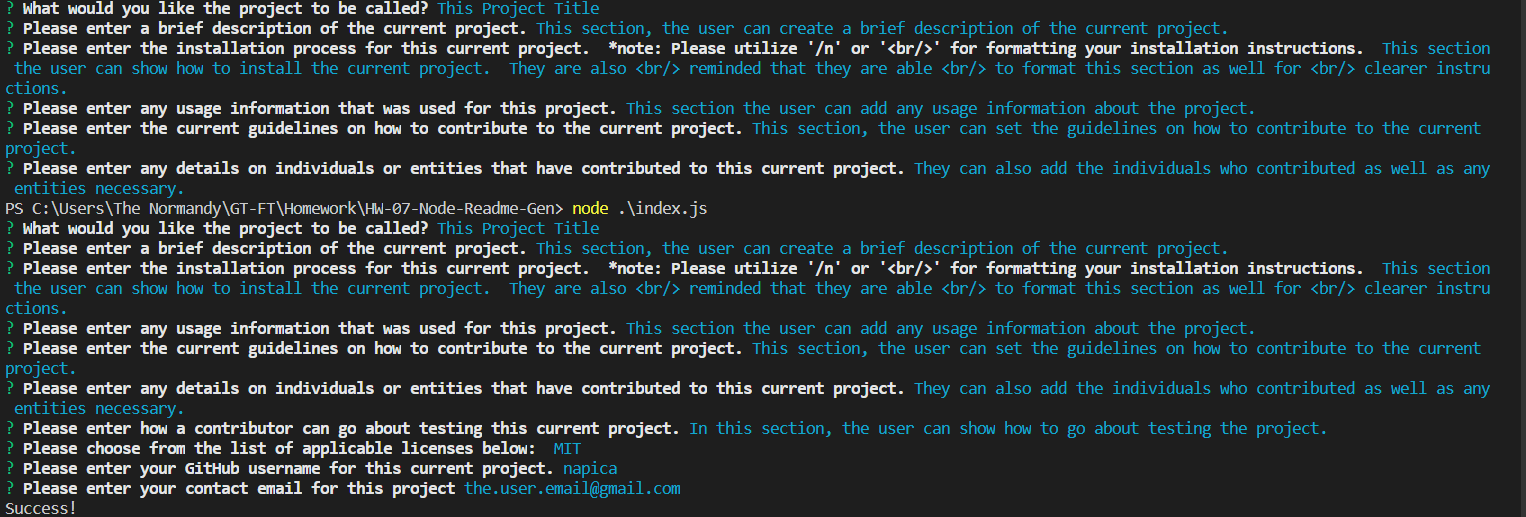 ? What would you like the project to be called? This Project Title
? Please enter a brief description of the current project. This section, the user can create a brief description of the current project.
? Please enter the installation process for this current project.  *note: Please utilize '/n' or '<br/>' for formatting your installation instructions.  This section
 the user can show how to install the current project.  They are also <br/> reminded that they are able <br/> to format this section as well for <br/> clearer instru
ctions.
? Please enter any usage information that was used for this project. This section the user can add any usage information about the project.
? Please enter the current guidelines on how to contribute to the current project. This section, the user can set the guidelines on how to contribute to the current
project.
? Please enter any details on individuals or entities that have contributed to this current project. They can also add the individuals who contributed as well as any
 entities necessary.
PS C:\Users\The Normandy\GT-FT\Homework\HW-07-Node-Readme-Gen> node .\index.js
? What would you like the project to be called? This Project Title
? Please enter a brief description of the current project. This section, the user can create a brief description of the current project.
? Please enter the installation process for this current project.  *note: Please utilize '/n' or '<br/>' for formatting your installation instructions.  This section
 the user can show how to install the current project.  They are also <br/> reminded that they are able <br/> to format this section as well for <br/> clearer instru
ctions.
? Please enter any usage information that was used for this project. This section the user can add any usage information about the project.
? Please enter the current guidelines on how to contribute to the current project. This section, the user can set the guidelines on how to contribute to the current
project.
? Please enter any details on individuals or entities that have contributed to this current project. They can also add the individuals who contributed as well as any
 entities necessary.
? Please enter how a contributor can go about testing this current project. In this section, the user can show how to go about testing the project.
? Please choose from the list of applicable licenses below:  MIT
? Please enter your GitHub username for this current project. napica
? Please enter your contact email for this project the.user.email@gmail.com
Success!